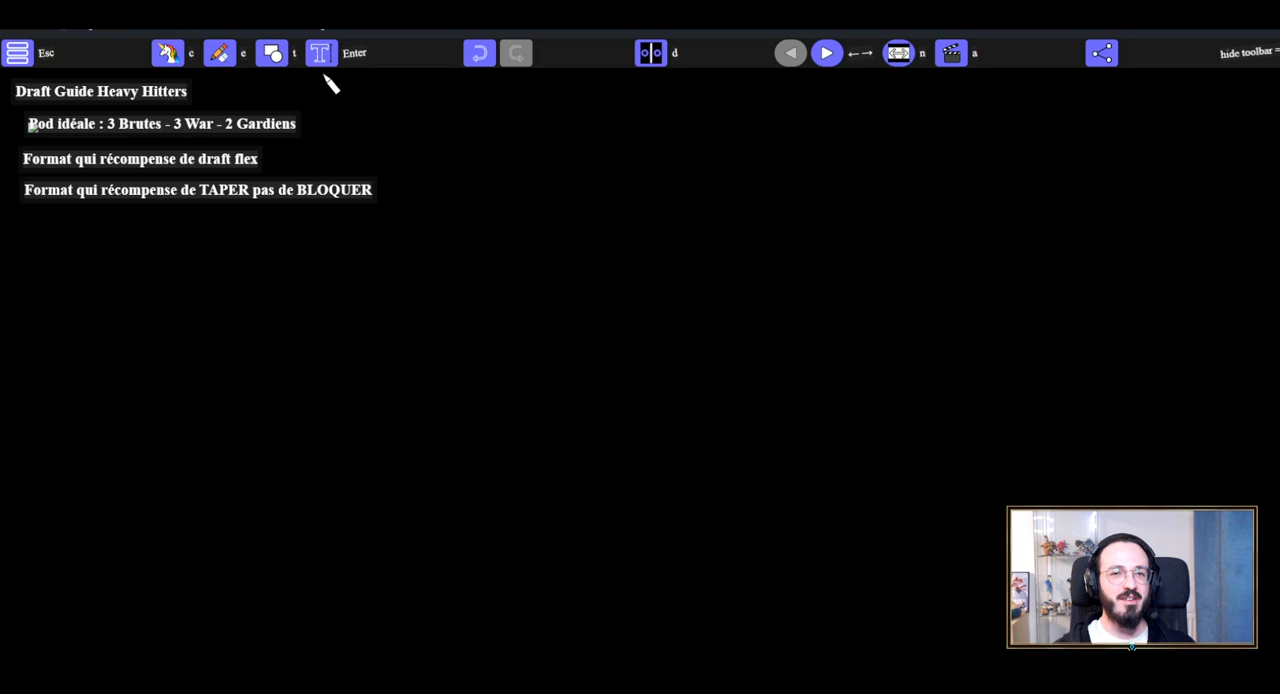 Esc c e t Enter d ←→ n a hide toolbar =
Draft Guide Heavy Hitters
Pod idéale : 3 Brutes - 3 War - 2 Gardiens
Format qui récompense de draft flex
Format qui récompense de TAPER pas de BLOQUER